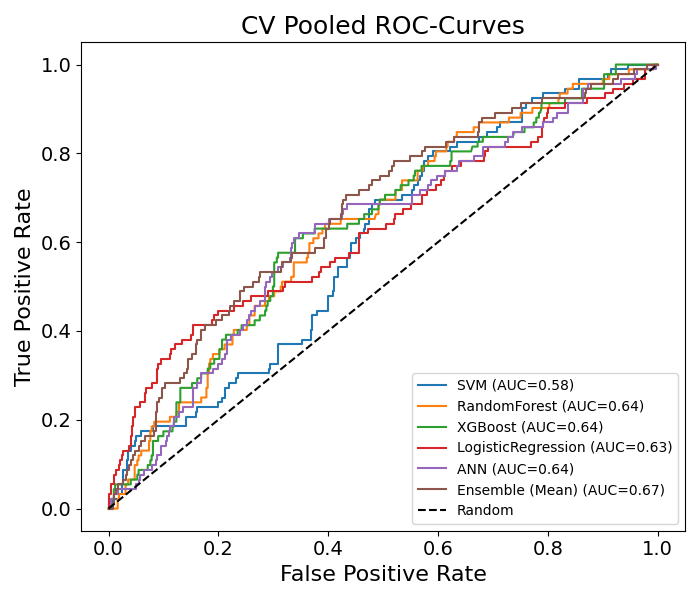 CV Pooled ROC-Curves
True Positive Rate
1.0
0.8
0.6
0.4
0.2
0.0
SVM (AUC=0.58)
RandomForest (AUC=0.64)
XGBoost (AUC=0.64)
LogisticRegression (AUC=0.63)
ANN (AUC=0.64)
Ensemble (Mean) (AUC=0.67)
Random
0.0 0.2 0.4 0.6 0.8 1.0
False Positive Rate